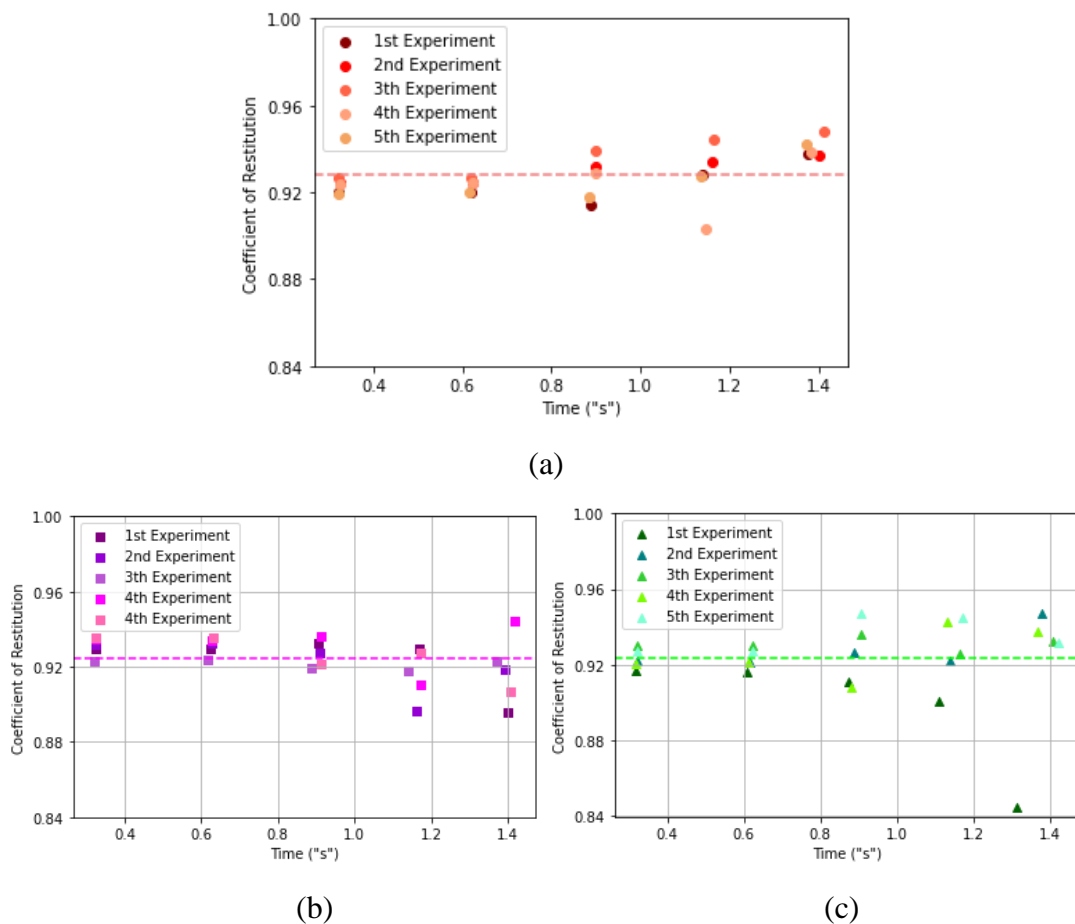 1.00
0.96
0.92
0.88
0.84
Coefficient of Restitution
1st Experiment
2nd Experiment
3th Experiment
4th Experiment
5th Experiment
0.4 0.6 0.8 1.0 1.2 1.4
Time ("s")
(a)
1.00
0.96
0.92
0.88
0.84
Coefficient of Restitution
1st Experiment
2nd Experiment
3th Experiment
4th Experiment
4th Experiment
0.4 0.6 0.8 1.0 1.2 1.4
Time ("s")
(b)
1.00
0.96
0.92
0.88
0.84
Coefficient of Restitution
1st Experiment
2nd Experiment
3th Experiment
4th Experiment
5th Experiment
0.4 0.6 0.8 1.0 1.2 1.4
Time ("s")
(c)